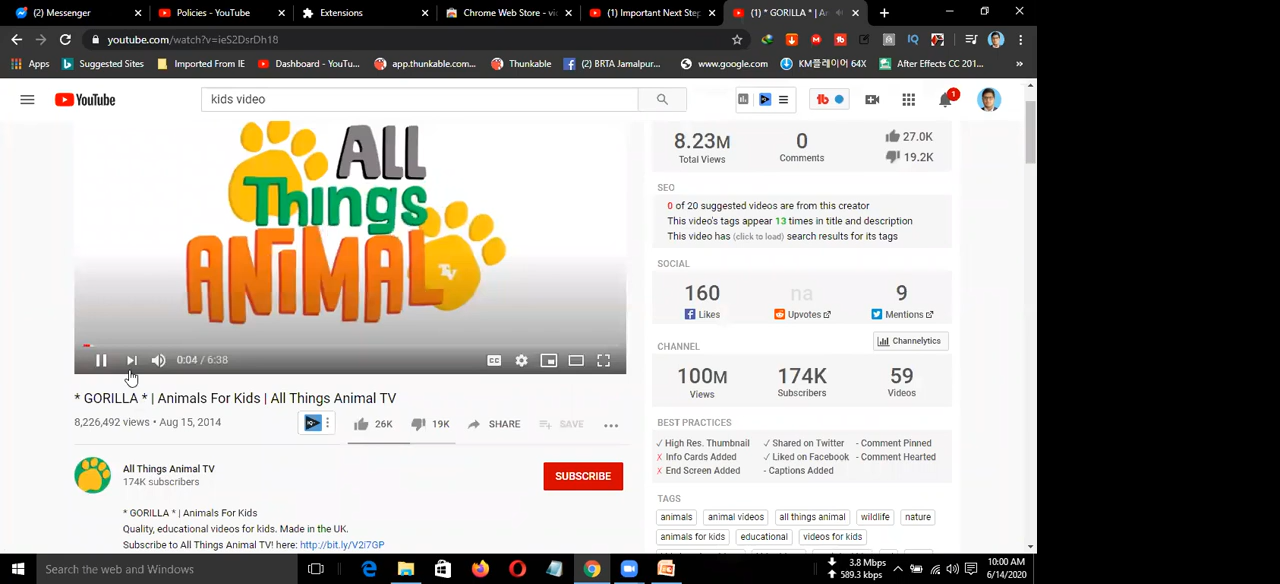 (2) Messenger
Policies - YouTube
Extensions
Chrome Web Store - vi
(1) Important Next Step
(1) * GORILLA * | A
youtube.com/watch?v=ieS2DsrDh18
Apps
Suggested Sites
Imported From IE
Dashboard - YouTu...
app.thunkable.com...
Thunkable
(2) BRTA Jamalpur...
www.google.com
KM플레이어 64X
After Effects CC 201...
»
YouTube
kids video
tb
1
ALL
Things
ANIMAL
TV
0:04 / 6:38
CC
* GORILLA * | Animals For Kids | All Things Animal TV
8,226,492 views • Aug 15, 2014
IQ
26K
19K
SHARE
SAVE
All Things Animal TV
174K subscribers
SUBSCRIBE
* GORILLA * | Animals For Kids
Quality, educational videos for kids. Made in the UK.
Subscribe to All Things Animal TV! here: http://bit.ly/V2i7GP
8.23M
Total Views
0
Comments
27.0K
19.2K
SEO
0 of 20 suggested videos are from this creator
This video's tags appear 13 times in title and description
This video has (click to load) search results for its tags
SOCIAL
160
Likes
na
Upvotes
9
Mentions
CHANNEL
Channelytics
100M
Views
174K
Subscribers
59
Videos
BEST PRACTICES
✓ High Res. Thumbnail ✓ Shared on Twitter - Comment Pinned
✗ Info Cards Added ✓ Liked on Facebook - Comment Hearted
✗ End Screen Added - Captions Added
TAGS
animals
animal videos
all things animal
wildlife
nature
animals for kids
educational
videos for kids
Search the web and Windows
3.8 Mbps
589.3 kbps
10:00 AM
6/14/2020